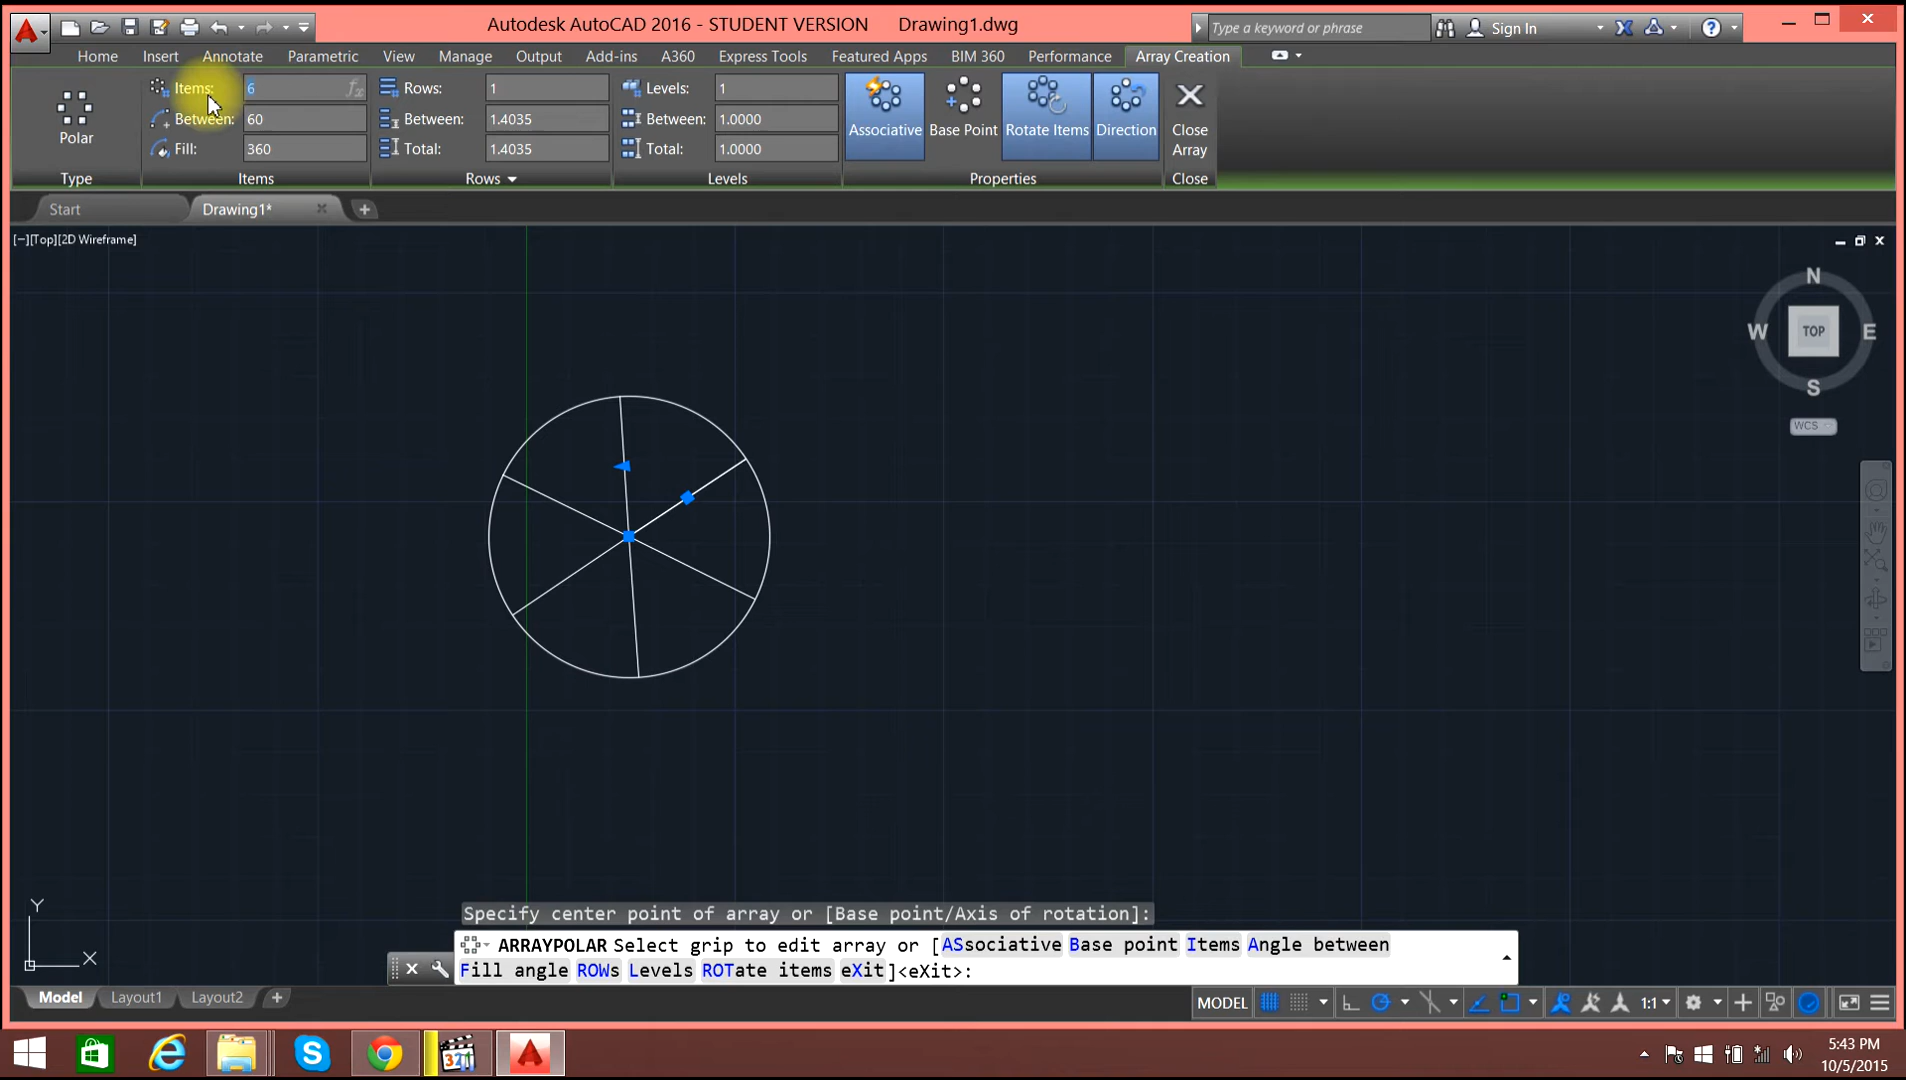 Autodesk AutoCAD 2016 - STUDENT VERSION Drawing1.dwg
Type a keyword or phrase
Sign In
Home Insert Annotate Parametric View Manage Output Add-ins A360 Express Tools Featured Apps BIM 360 Performance Array Creation
Items: 6 Rows: 1 Levels: 1
Between: 60 Between: 1.4035 Between: 1.0000
Fill: 360 Total: 1.4035 Total: 1.0000
Polar
Associative Base Point Rotate Items Direction Close
Array
Type Items Rows Levels Properties Close
Start Drawing1*
[−][Top][2D Wireframe]
N
W TOP E
S
WCS
Y
X
Specify center point of array or [Base point/Axis of rotation]:
ARRAYPOLAR Select grip to edit array or [ASsociative Base point Items Angle between
Fill angle ROWs Levels ROTate items eXit]<eXit>:
Model Layout1 Layout2
MODEL 1:1
321
5:43 PM
10/5/2015